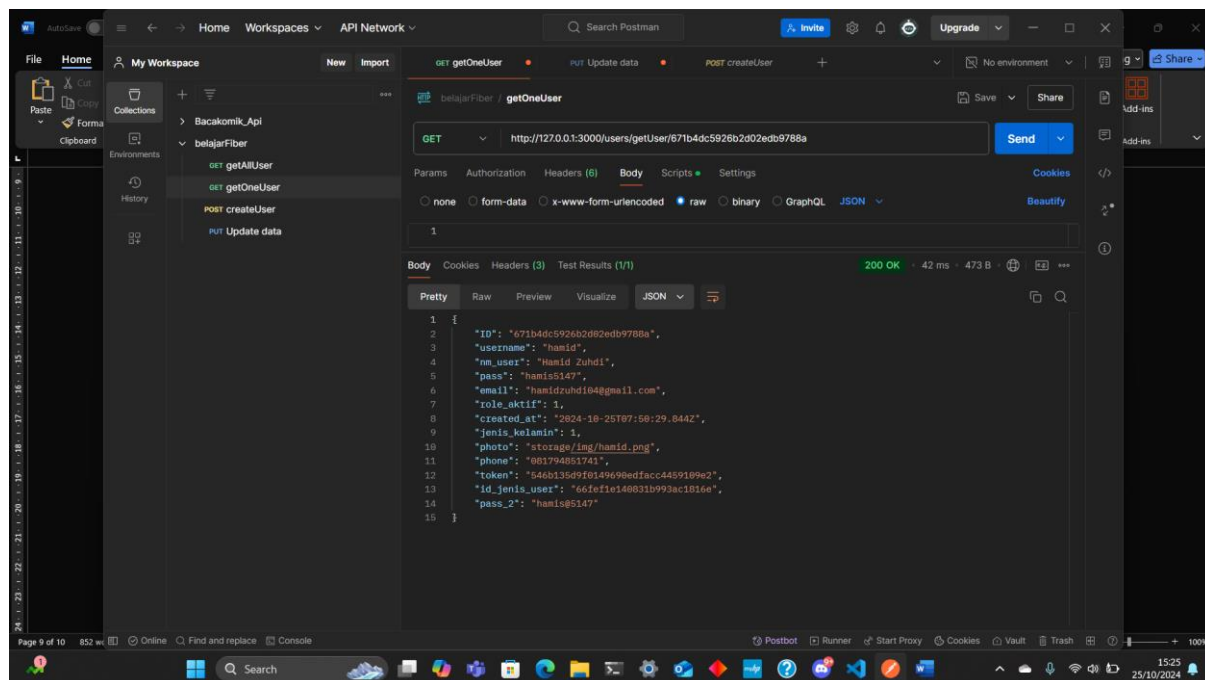 AutoSave
Home Workspaces API Network
Search Postman
Invite
Upgrade
File Home
My Workspace New Import
GET getOneUser
PUT Update data
POST createUser
No environment
Share
Cut
Copy
Paste
Forma
Clipboard
Collections
Environments
History
Bacakomik_Api
belajarFiber
GET getAllUser
GET getOneUser
POST createUser
PUT Update data
HTTP belajarFiber / getOneUser
Save Share
Add-ins
Add-ins
GET http://127.0.0.1:3000/users/getUser/671b4dc5926b2d02edb9788a Send
Params Authorization Headers (6) Body Scripts Settings Cookies
none form-data x-www-form-urlencoded raw binary GraphQL JSON Beautify
1
Body Cookies Headers (3) Test Results (1/1) 200 OK 42 ms 473 B
Pretty Raw Preview Visualize JSON
1 {
2 "ID": "671b4dc5926b2d02edb9788a",
3 "username": "hamid",
4 "nm_user": "Hamid Zuhdi",
5 "pass": "hamis5147",
6 "email": "hamidzuhdi04@gmail.com",
7 "role_aktif": 1,
8 "created_at": "2024-10-25T07:50:29.844Z",
9 "jenis_kelamin": 1,
10 "photo": "storage/img/hamid.png",
11 "phone": "081794851741",
12 "token": "546b135d9f0149690edfacc4459109e2",
13 "id_jenis_user": "66fef1e140831b993ac1816e",
14 "pass_2": "hamis@5147"
15 }
Page 9 of 10 852 wo
Online Find and replace Console
Postbot Runner Start Proxy Cookies Vault Trash
100%
Search
15:25
25/10/2024